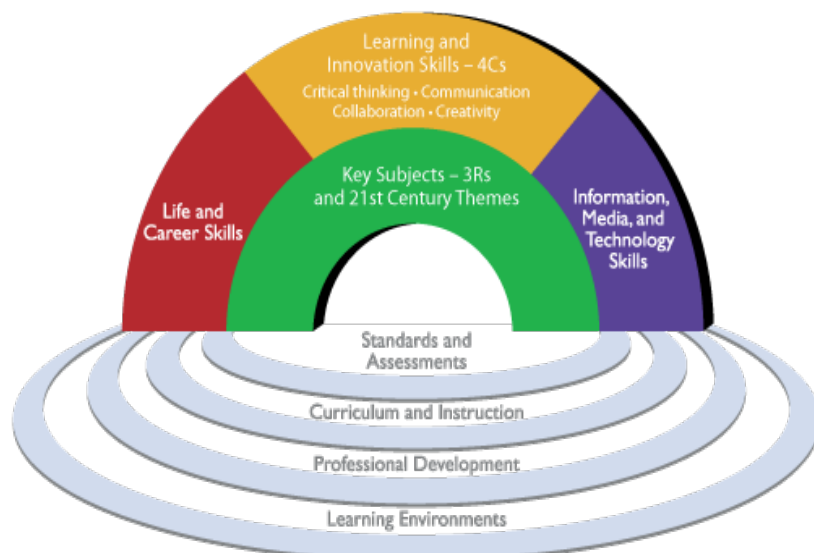 Learning and
Innovation Skills – 4Cs
Critical thinking • Communication
Collaboration • Creativity
Key Subjects – 3Rs
and 21st Century Themes
Life and
Career Skills
Information,
Media, and
Technology
Skills
Standards and
Assessments
Curriculum and Instruction
Professional Development
Learning Environments